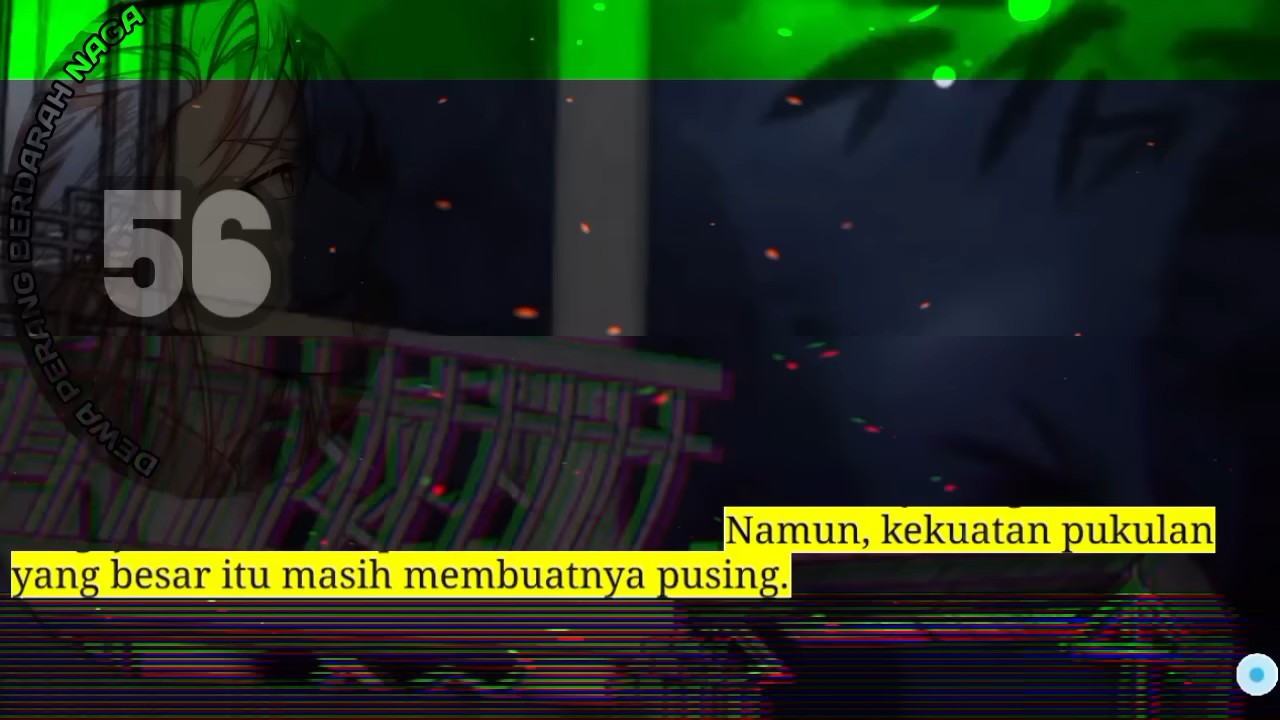 DEWA PERANG BERDARAH NAGA
56
Namun, kekuatan pukulan
yang besar itu masih membuatnya pusing.